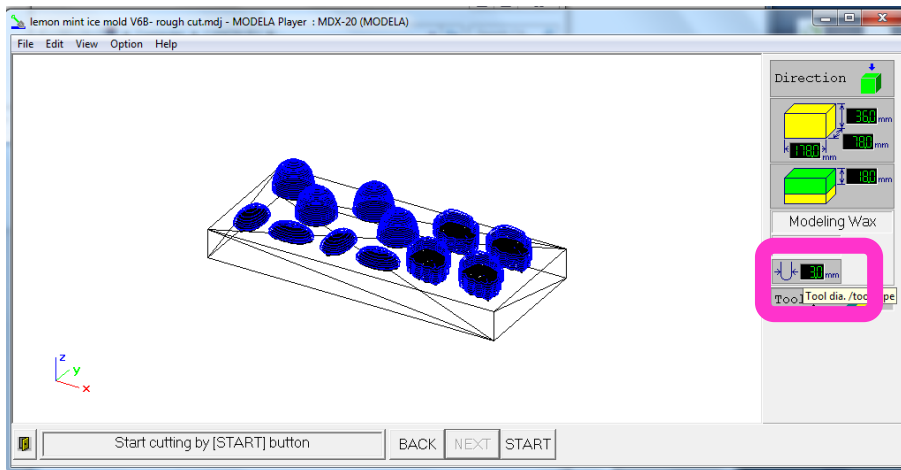 lemon mint ice mold V6B- rough cut.mdj - MODELA Player : MDX-20 (MODELA)
File Edit View Option Help
Direction
36.0 mm
78.0 mm
178.0 mm
18.0 mm
Modeling Wax
3.0 mm
Tool dia. /tool
z
y
x
Start cutting by [START] button
BACK NEXT START